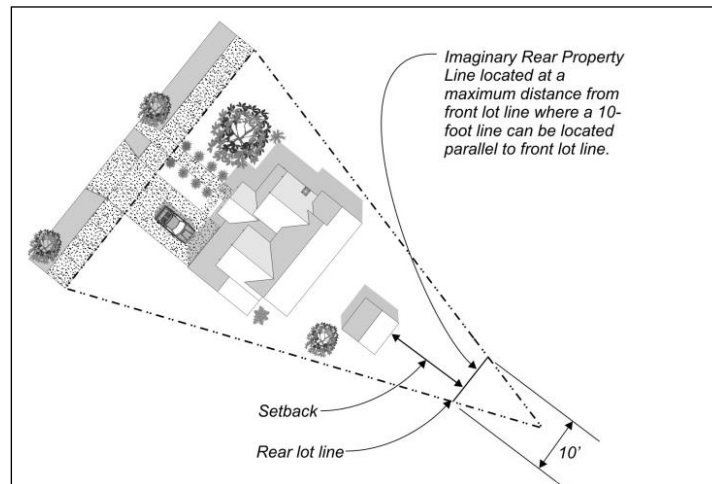 Imaginary Rear Property
Line located at a
maximum distance from
front lot line where a 10-
foot line can be located
parallel to front lot line.
Setback
Rear lot line
10’